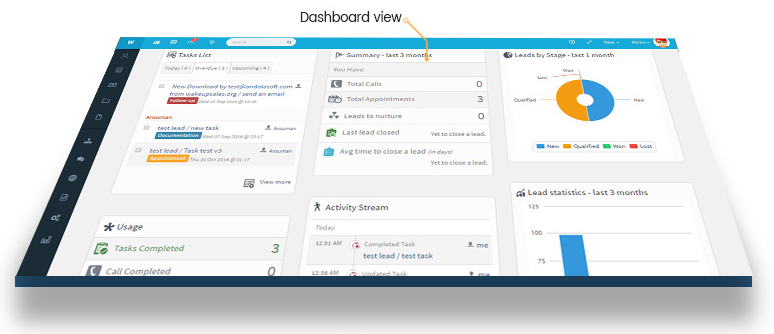 Dashboard view
W
Search
New
Demo
Tasks List
Today ( 0 )
Overdue ( 3 )
Upcoming ( 4 )
New Download by test@andolasoft.com
from wakeupsales.org / send an email
Follow up
Wed 14 Sep 2016
Ansuman
test lead / new task
Ansuman
Documentation
Wed 07 Sep 2016 @ 20:17
test lead / Task test v3
Ansuman
Appointment
Thu 20 Oct 2016 @ 01:17
View more
Summary - last 3 months
You Have
Total Calls
0
Total Appointments
3
Leads to nurture
0
Last lead closed
Yet to close a lead.
Avg time to close a lead (in days)
Yet to close a lead.
Leads by Stage - last 1 month
Won
Lost
Qualified
New
New
Qualified
Won
Lost
Usage
Tasks Completed
3
Call Completed
0
Activity Stream
Today
12:51 AM
Completed Task
me
test lead / test task
12:36 AM
Updated Task
me
Lead statistics - last 3 months
125
100
75